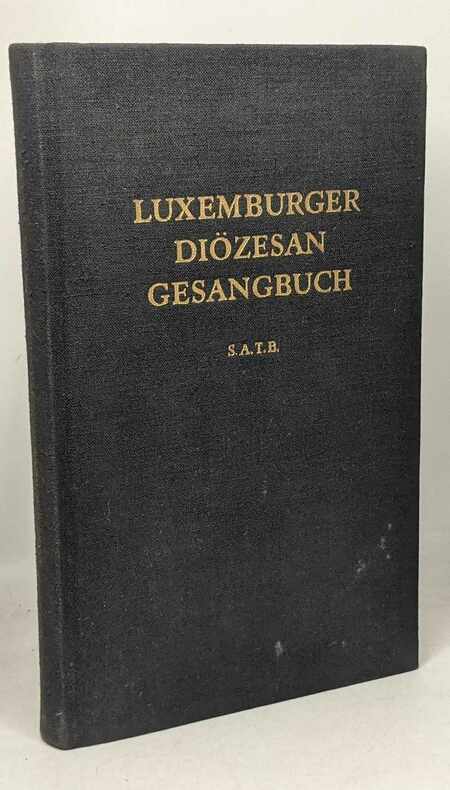 LUXEMBURGER
DIÖZESAN
GESANGBUCH
S.A.T.B.